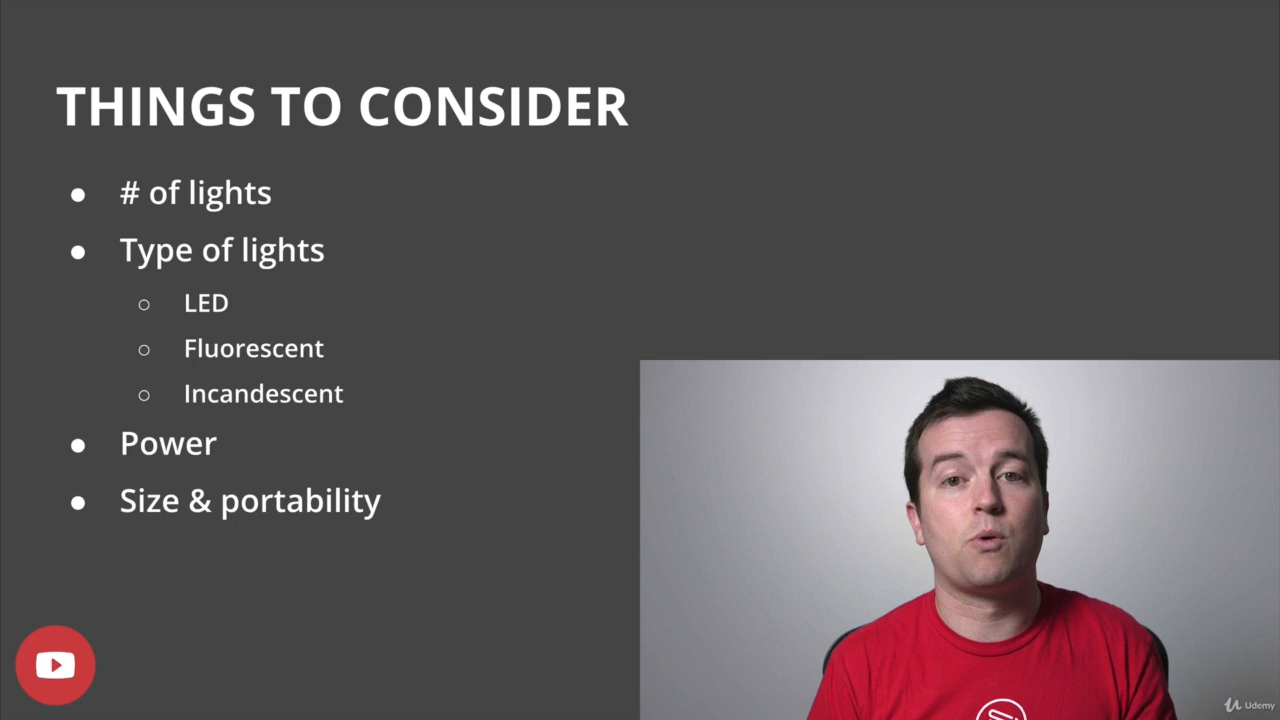 THINGS TO CONSIDER
# of lights
Type of lights
LED
Fluorescent
Incandescent
Power
Size & portability
Udemy